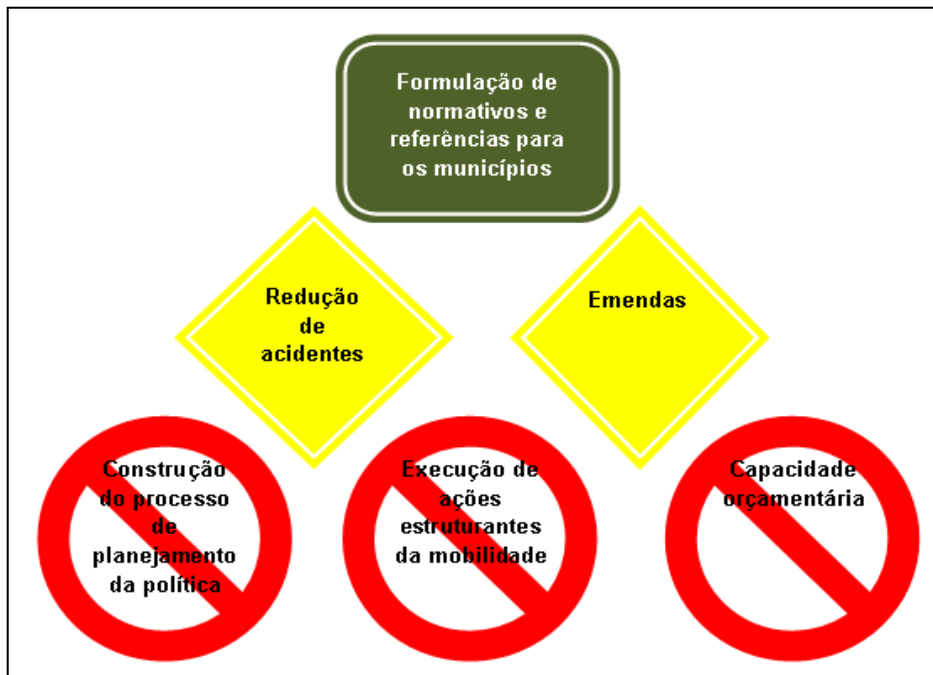 Formulação de
normativos e
referências para
os municípios
Redução
de
acidentes
Emendas
Construção
do processo
de
planejamento
da política
Execução de
ações
estruturantes
da mobilidade
Capacidade
orçamentária